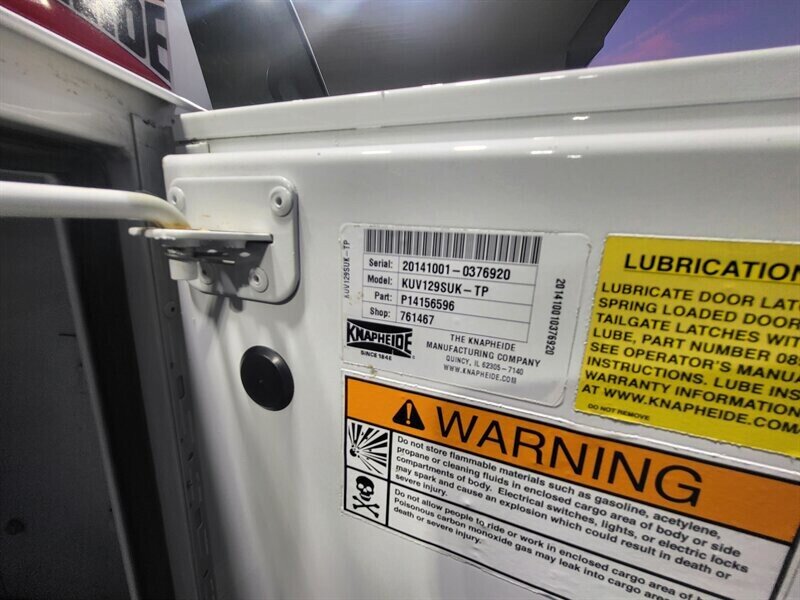 EIDE
KUV129SUK-TP
Serial: 20141001-0376920
Model: KUV129SUK-TP
Part: P14156596
Shop: 761467
201410010376920
KNAPHEIDE
SINCE 1848
THE KNAPHEIDE
MANUFACTURING COMPANY
QUINCY, IL 62305-7140
WWW.KNAPHEIDE.COM
LUBRICATION
LUBRICATE DOOR LATC
SPRING LOADED DOOR
TAILGATE LATCHES WIT
LUBE, PART NUMBER 08
SEE OPERATOR'S MANUA
INSTRUCTIONS. LUBE INS
WARRANTY INFORMATION
AT WWW.KNAPHEIDE.COM/
DO NOT REMOVE
WARNING
Do not store flammable materials such as gasoline, acetylene,
propane or cleaning fluids in enclosed cargo area of body or side
compartments of body. Electrical switches, lights, or electric locks
may spark and cause an explosion which could result in death or
severe injury.
Do not allow people to ride or work in enclosed cargo area of b
Poisonous carbon monoxide gas may leak into cargo area
death or severe injury.